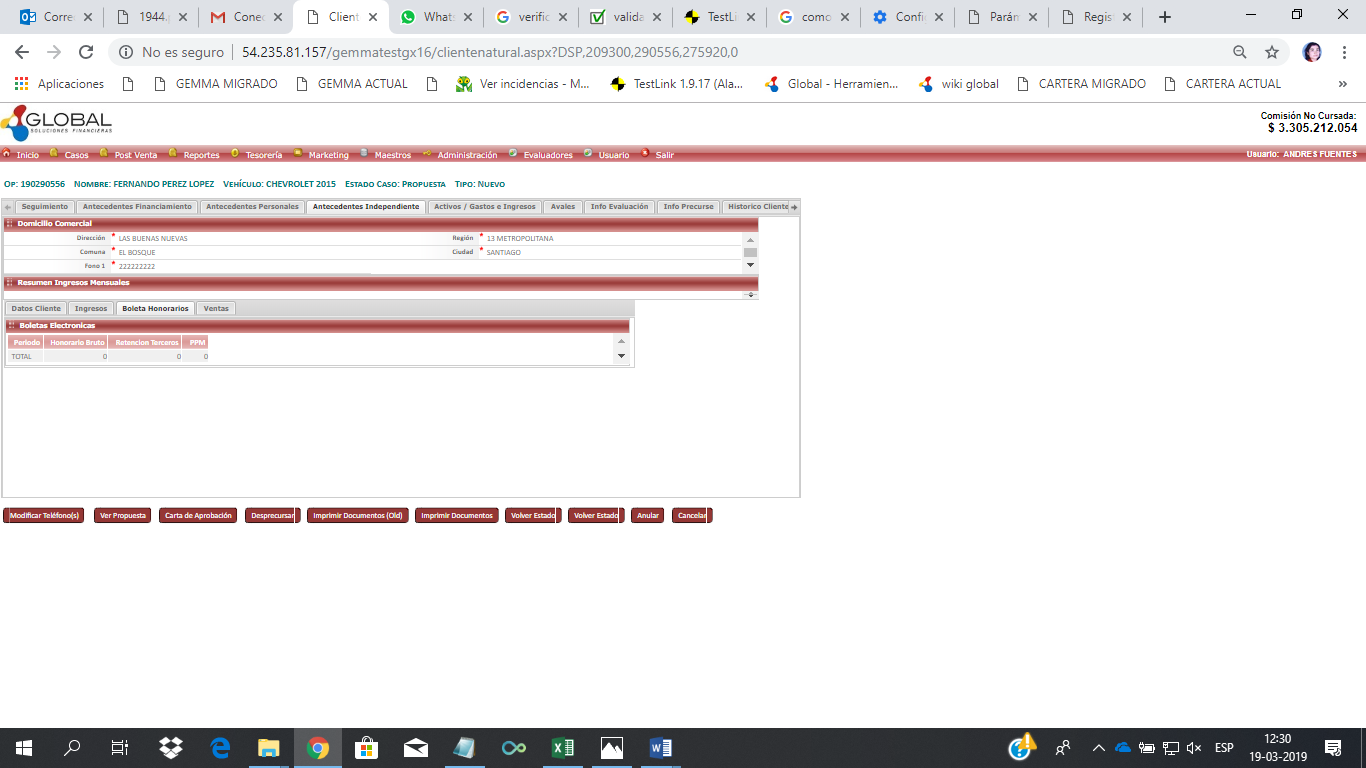 Corre
1944.
Conec
Client
Whats
verific
valida
TestLi
como
Confi
Parán
Regis
No es seguro | 54.235.81.157/gemmatestgx16/clientenatural.aspx?DSP,209300,290556,275920,0
Aplicaciones GEMMA MIGRADO GEMMA ACTUAL Ver incidencias - M... TestLink 1.9.17 (Ala... Global - Herramien... wiki global CARTERA MIGRADO CARTERA ACTUAL »
GLOBAL
SOLUCIONES FINANCIERAS
Comisión No Cursada:
$ 3.305.212.054
Inicio Casos Post Venta Reportes Tesorería Marketing Maestros Administración Evaluadores Usuario Salir Usuario: ANDRES FUENTES
OP: 190290556 NOMBRE: FERNANDO PEREZ LOPEZ VEHÍCULO: CHEVROLET 2015 ESTADO CASO: PROPUESTA TIPO: NUEVO
Seguimiento Antecedentes Financiamiento Antecedentes Personales Antecedentes Independiente Activos / Gastos e Ingresos Avales Info Evaluación Info Precurse Historico Cliente
Domicilio Comercial
Dirección * LAS BUENAS NUEVAS Región * 13 METROPOLITANA
Comuna * EL BOSQUE Ciudad * SANTIAGO
Fono 1 * 222222222
Resumen Ingresos Mensuales
Datos Cliente Ingresos Boleta Honorarios Ventas
Boletas Electronicas
Periodo Honorario Bruto Retencion Terceros PPM
TOTAL 0 0 0
Modificar Teléfono(s) Ver Propuesta Carta de Aprobación Desprecursar Imprimir Documentos (Old) Imprimir Documentos Volver Estado Volver Estado Anular Cancelar
ESP
12:30
19-03-2019